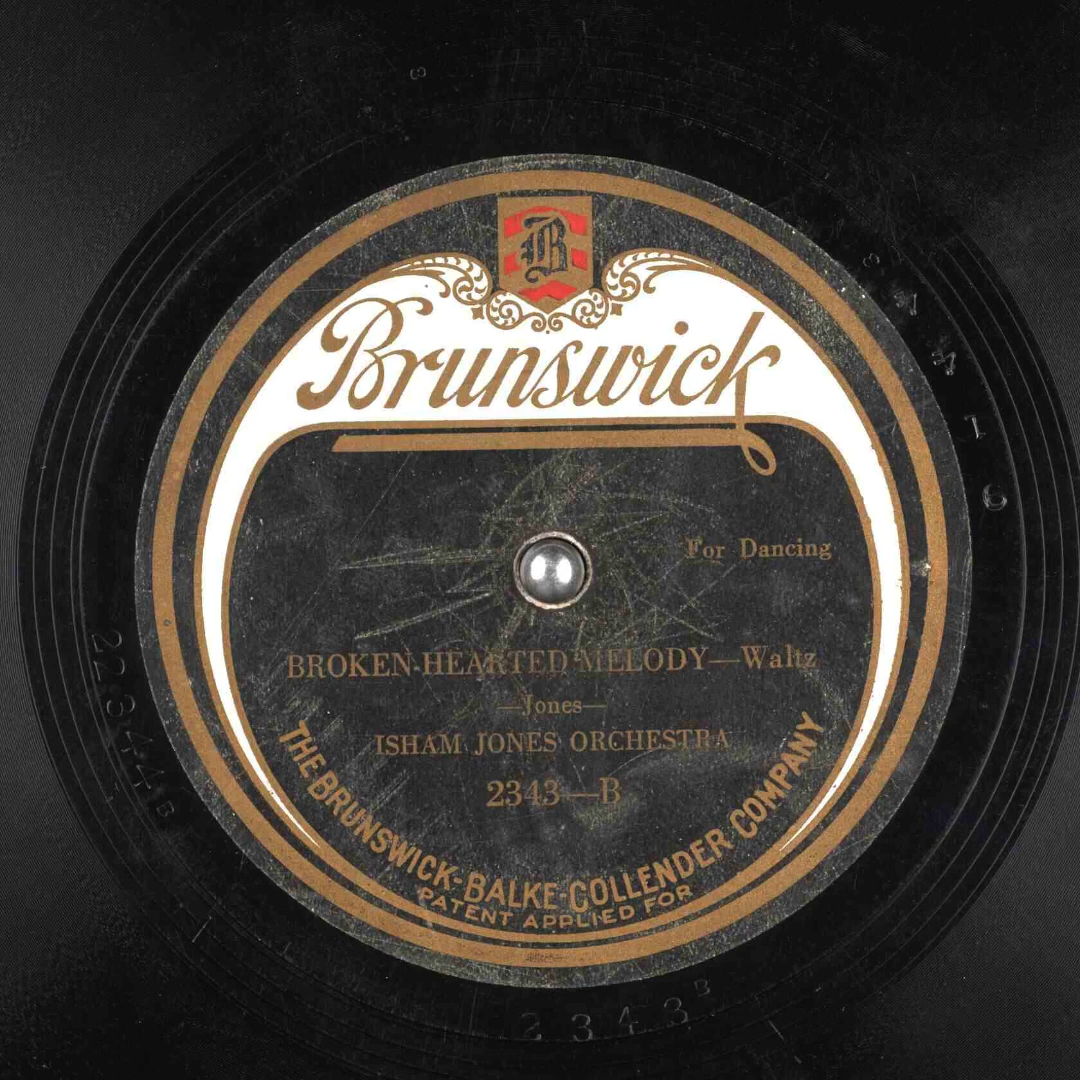 B
Brunswick
For Dancing
BROKEN-HEARTED MELODY—Waltz
—Jones—
ISHAM JONES ORCHESTRA
2343—B
THE BRUNSWICK-BALKE-COLLENDER COMPANY
PATENT APPLIED FOR
2343B